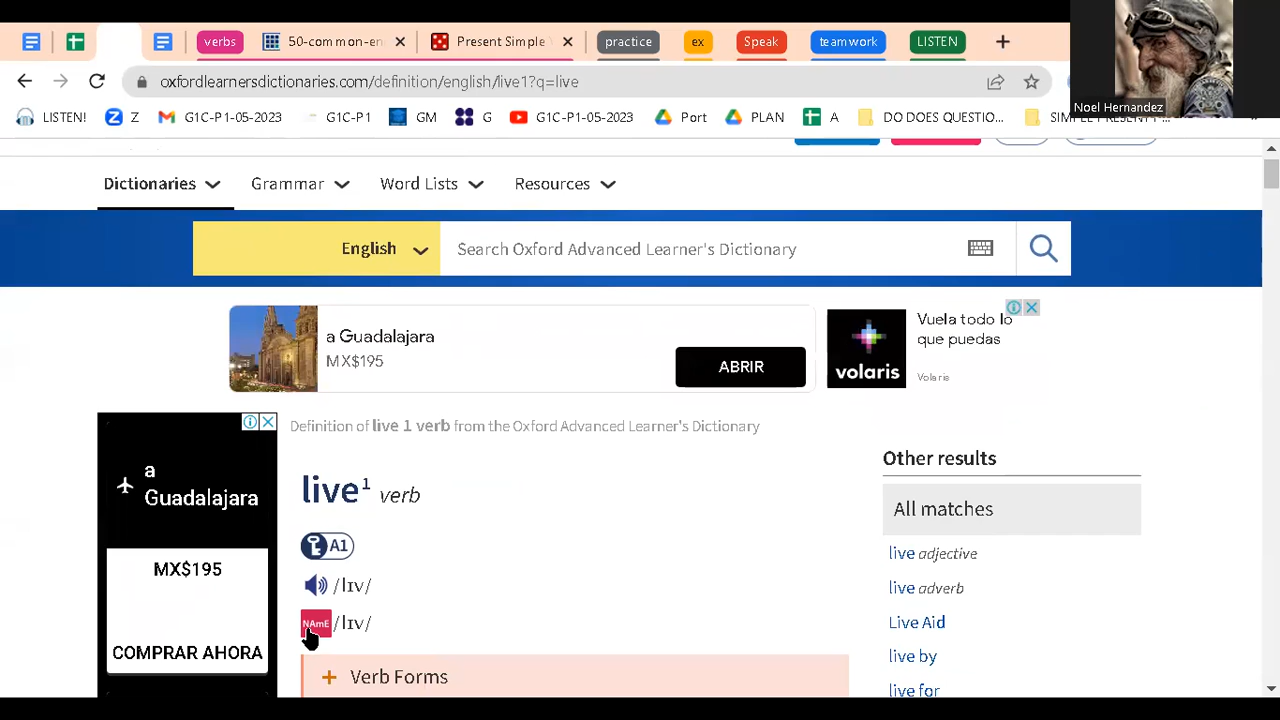 verbs
50-common-en
Present Simple
practice
ex
Speak
teamwork
LISTEN
oxfordlearnersdictionaries.com/definition/english/live1?q=live
LISTEN!
Z
G1C-P1-05-2023
G1C-P1
GM
G
G1C-P1-05-2023
Port
PLAN
A
DO DOES QUESTIO...
Noel Hernandez
Dictionaries
Grammar
Word Lists
Resources
English
Search Oxford Advanced Learner's Dictionary
a Guadalajara
MX$195
ABRIR
volaris
Vuela todo lo
que puedas
Volaris
a
Guadalajara
MX$195
COMPRAR AHORA
Definition of live 1 verb from the Oxford Advanced Learner's Dictionary
live1 verb
A1
/lɪv/
NAmE /lɪv/
+ Verb Forms
Other results
All matches
live adjective
live adverb
Live Aid
live by
live for